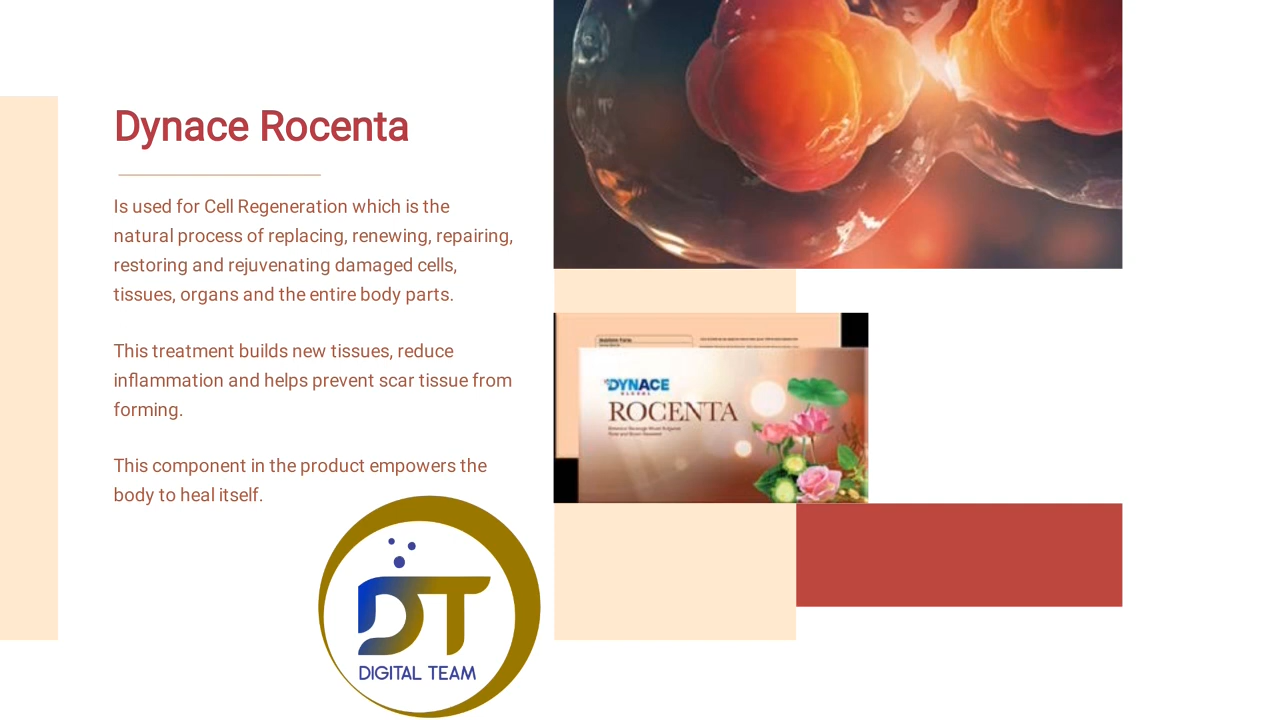 Dynace Rocenta
Is used for Cell Regeneration which is the
natural process of replacing, renewing, repairing,
restoring and rejuvenating damaged cells,
tissues, organs and the entire body parts.
This treatment builds new tissues, reduce
inflammation and helps prevent scar tissue from
forming.
This component in the product empowers the
body to heal itself.
DYNACE
GLOBAL
ROCENTA
DT
DIGITAL TEAM